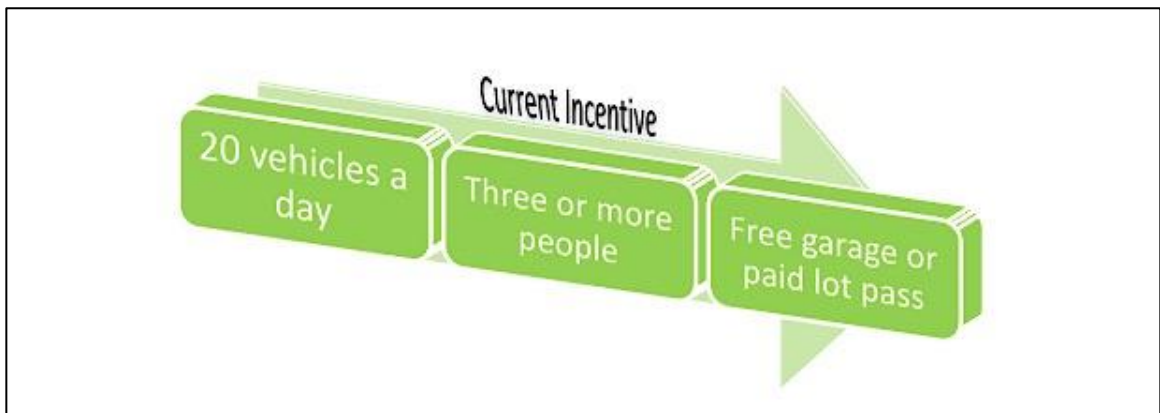 Current Incentive
20 vehicles a
day
Three or more
people
Free garage or
paid lot pass